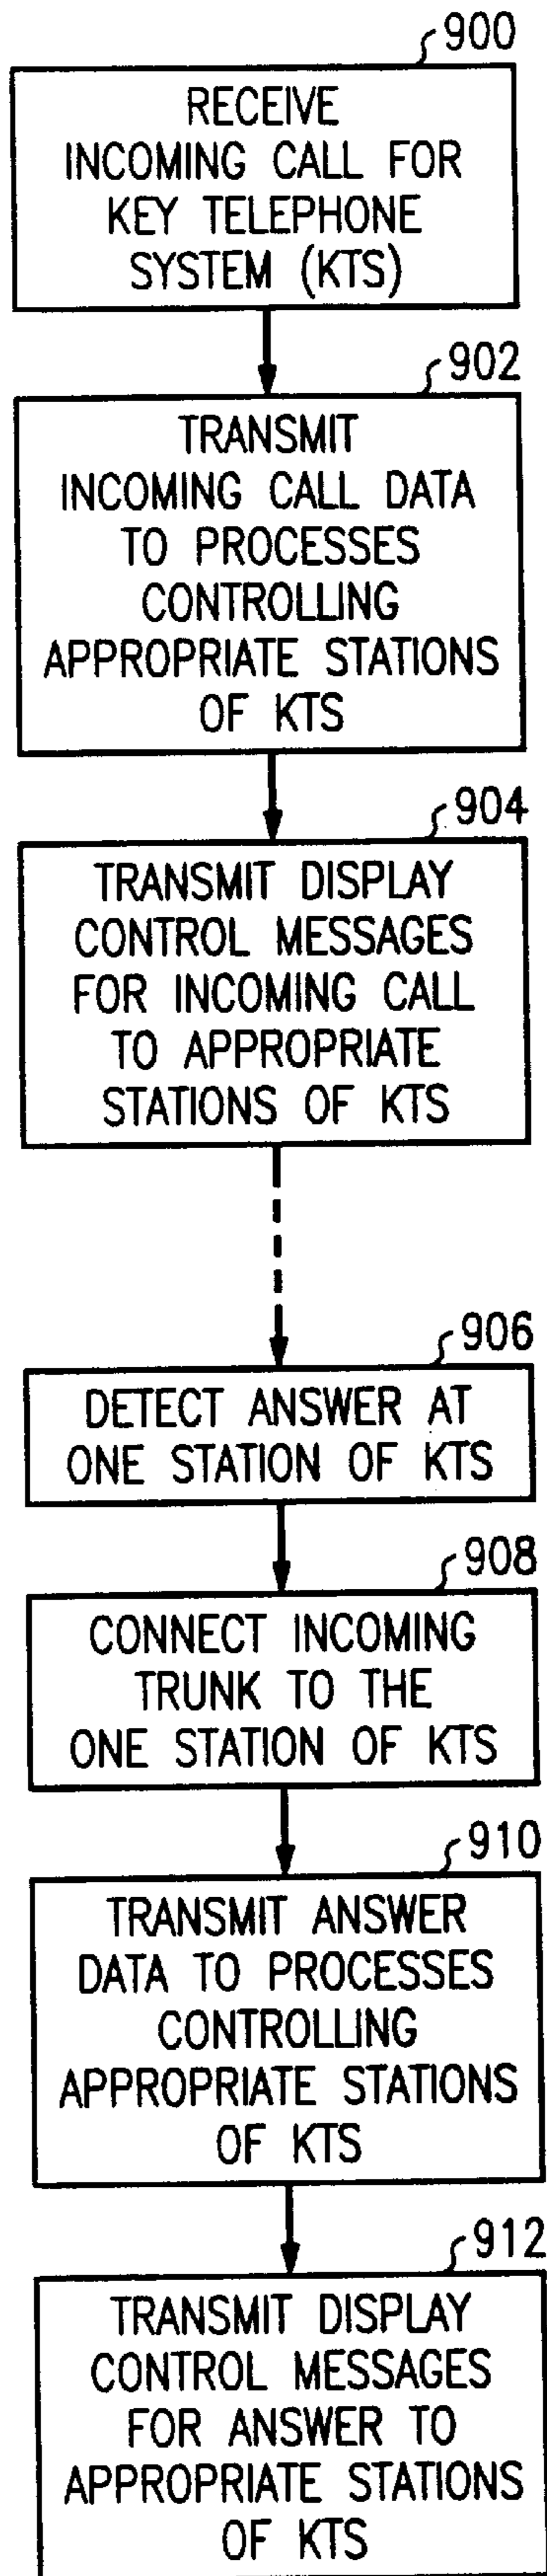 900
RECEIVE
INCOMING CALL FOR
KEY TELEPHONE
SYSTEM (KTS)
902
TRANSMIT
INCOMING CALL DATA
TO PROCESSES
CONTROLLING
APPROPRIATE STATIONS
OF KTS
904
TRANSMIT DISPLAY
CONTROL MESSAGES
FOR INCOMING CALL
TO APPROPRIATE
STATIONS OF KTS
906
DETECT ANSWER AT
ONE STATION OF KTS
908
CONNECT INCOMING
TRUNK TO THE
ONE STATION OF KTS
910
TRANSMIT ANSWER
DATA TO PROCESSES
CONTROLLING
APPROPRIATE STATIONS
OF KTS
912
TRANSMIT DISPLAY
CONTROL MESSAGES
FOR ANSWER TO
APPROPRIATE STATIONS
OF KTS